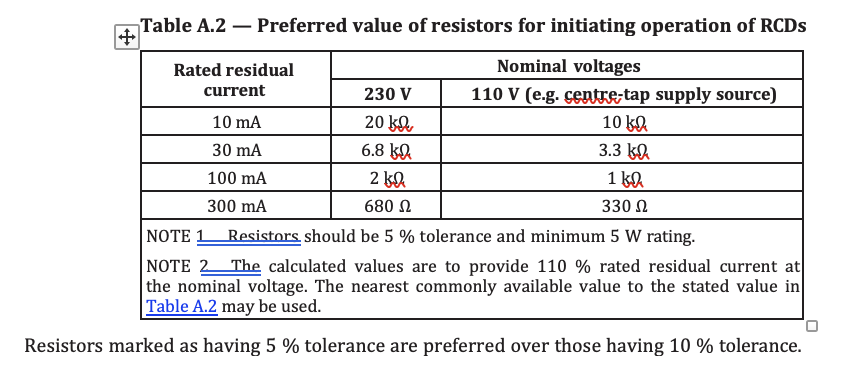 Table A.2 — Preferred value of resistors for initiating operation of RCDs
Rated residual current
Nominal voltages
230 V
110 V (e.g. centre-tap supply source)
10 mA 20 kΩ 10 kΩ
30 mA 6.8 kΩ 3.3 kΩ
100 mA 2 kΩ 1 kΩ
300 mA 680 Ω 330 Ω
NOTE 1 Resistors should be 5 % tolerance and minimum 5 W rating.
NOTE 2 The calculated values are to provide 110 % rated residual current at
the nominal voltage. The nearest commonly available value to the stated value in
Table A.2 may be used.
Resistors marked as having 5 % tolerance are preferred over those having 10 % tolerance.